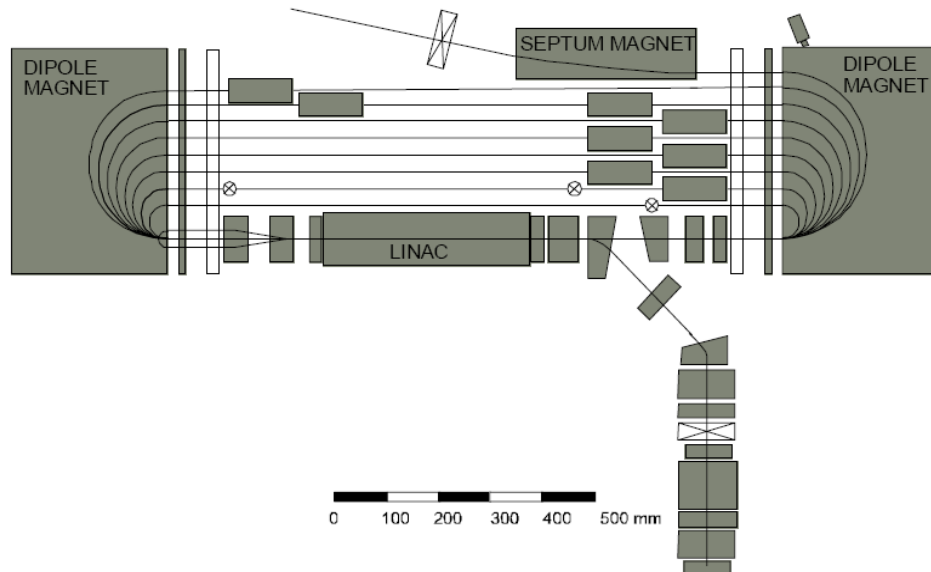 SEPTUM MAGNET
DIPOLE
MAGNET
DIPOLE
MAGNET
LINAC
0 100 200 300 400 500 mm